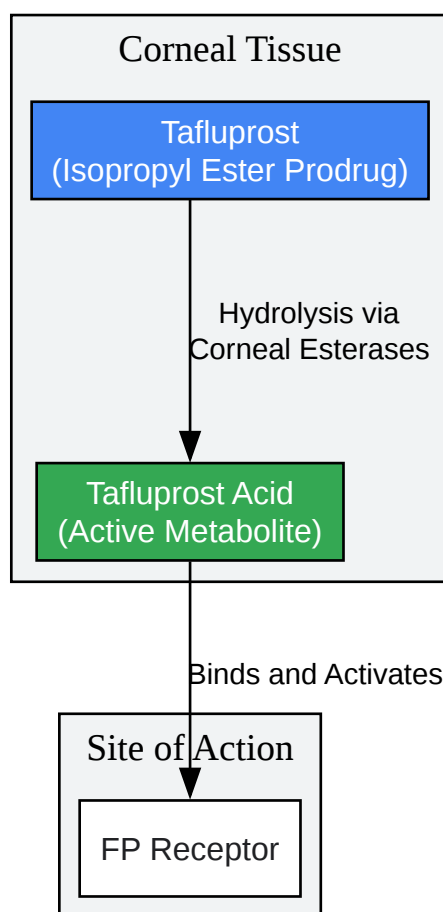 Corneal Tissue
Tafluprost
(Isopropyl Ester Prodrug)
Hydrolysis via
Corneal Esterases
Tafluprost Acid
(Active Metabolite)
Binds and Activates
Site of Action
FP Receptor